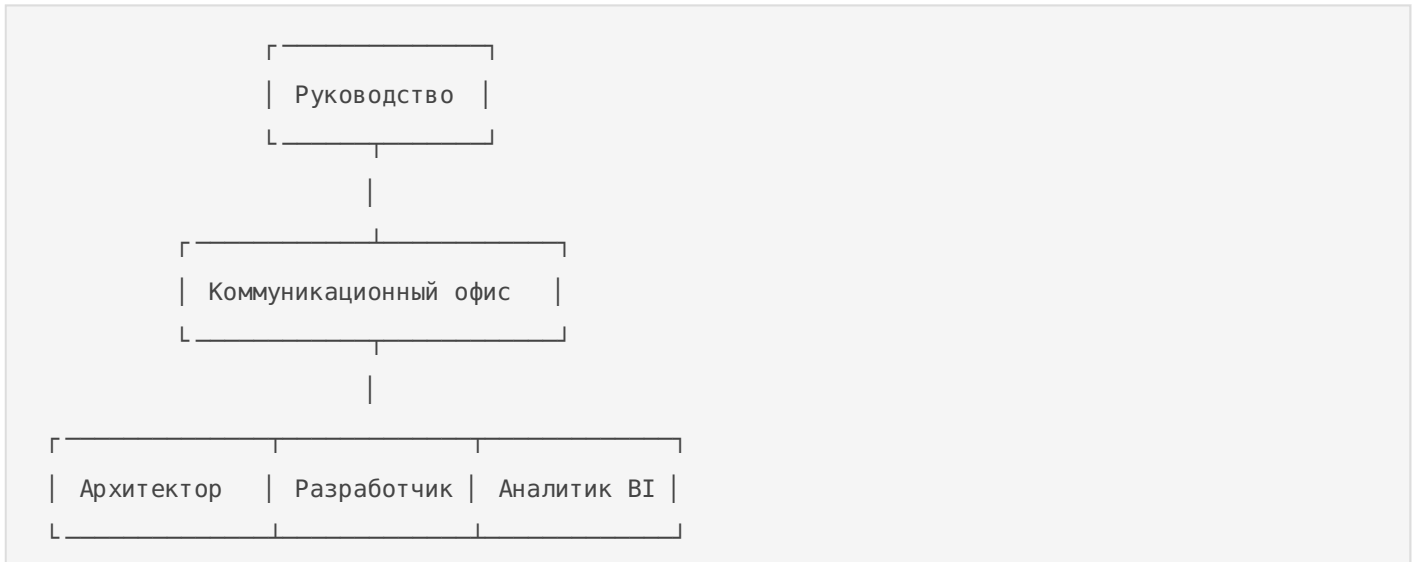 Руководство
Коммуникационный офис
Архитектор Разработчик Аналитик BI